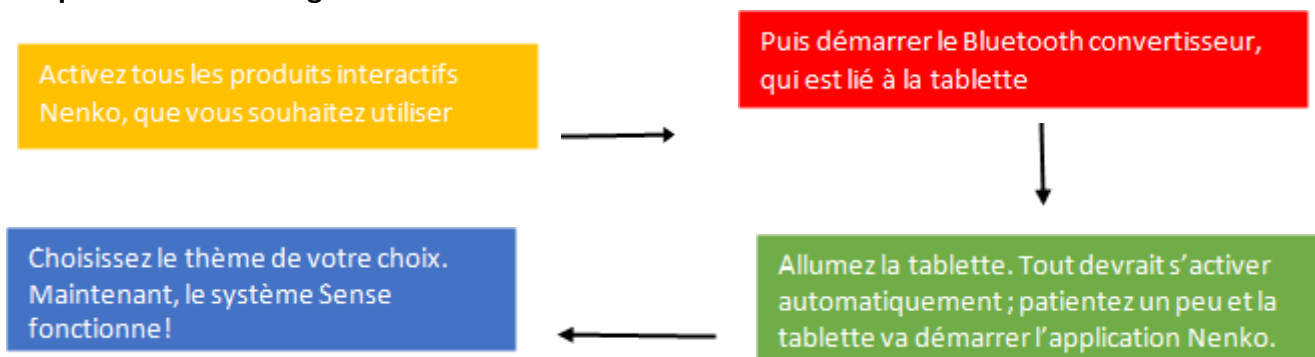 Activez tous les produits interactifs
Nenko, que vous souhaitez utiliser
Puis démarrer le Bluetooth convertisseur,
qui est lié à la tablette
Allumez la tablette. Tout devrait s’activer
automatiquement ; patientez un peu et la
tablette va démarrer l’application Nenko.
Choisissez le thème de votre choix.
Maintenant, le système Sense
fonctionne!